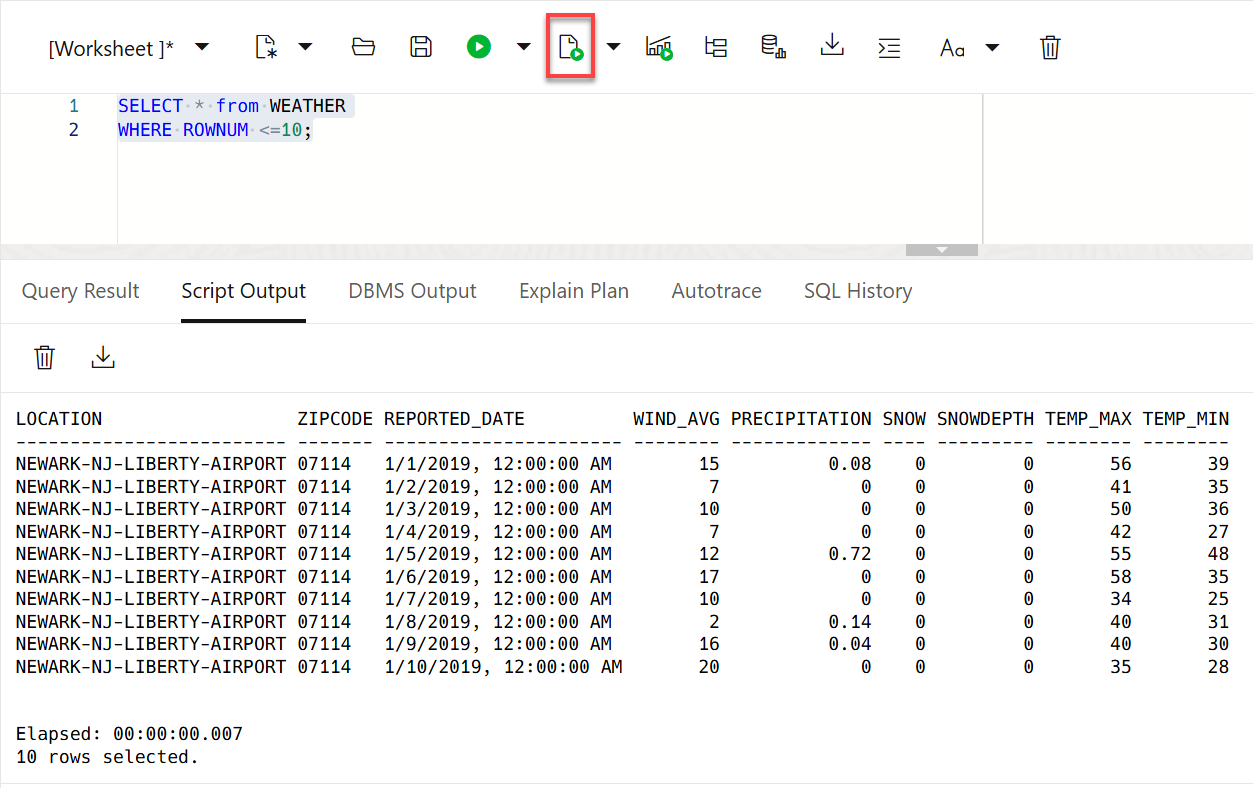 [Worksheet ]* Aa
1 SELECT * from WEATHER
2 WHERE ROWNUM <=10;
Query Result Script Output DBMS Output Explain Plan Autotrace SQL History
LOCATION ZIPCODE REPORTED_DATE WIND_AVG PRECIPITATION SNOW SNOWDEPTH TEMP_MAX TEMP_MIN
------------------------- ------- ---------------------- -------- ------------- ---- --------- -------- --------
NEWARK-NJ-LIBERTY-AIRPORT 07114 1/1/2019, 12:00:00 AM 15 0.08 0 0 56 39
NEWARK-NJ-LIBERTY-AIRPORT 07114 1/2/2019, 12:00:00 AM 7 0 0 0 41 35
NEWARK-NJ-LIBERTY-AIRPORT 07114 1/3/2019, 12:00:00 AM 10 0 0 0 50 36
NEWARK-NJ-LIBERTY-AIRPORT 07114 1/4/2019, 12:00:00 AM 7 0 0 0 42 27
NEWARK-NJ-LIBERTY-AIRPORT 07114 1/5/2019, 12:00:00 AM 12 0.72 0 0 55 48
NEWARK-NJ-LIBERTY-AIRPORT 07114 1/6/2019, 12:00:00 AM 17 0 0 0 58 35
NEWARK-NJ-LIBERTY-AIRPORT 07114 1/7/2019, 12:00:00 AM 10 0 0 0 34 25
NEWARK-NJ-LIBERTY-AIRPORT 07114 1/8/2019, 12:00:00 AM 2 0.14 0 0 40 31
NEWARK-NJ-LIBERTY-AIRPORT 07114 1/9/2019, 12:00:00 AM 16 0.04 0 0 40 30
NEWARK-NJ-LIBERTY-AIRPORT 07114 1/10/2019, 12:00:00 AM 20 0 0 0 35 28
Elapsed: 00:00:00.007
10 rows selected.